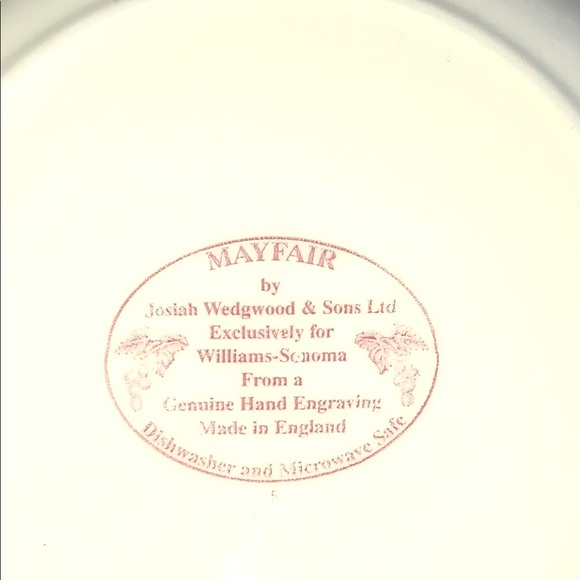 MAYFAIR
by
Josiah Wedgwood & Sons Ltd
Exclusively for
Williams-Sonoma
From a
Genuine Hand Engraving
Made in England
Dishwasher and Microwave Safe
5